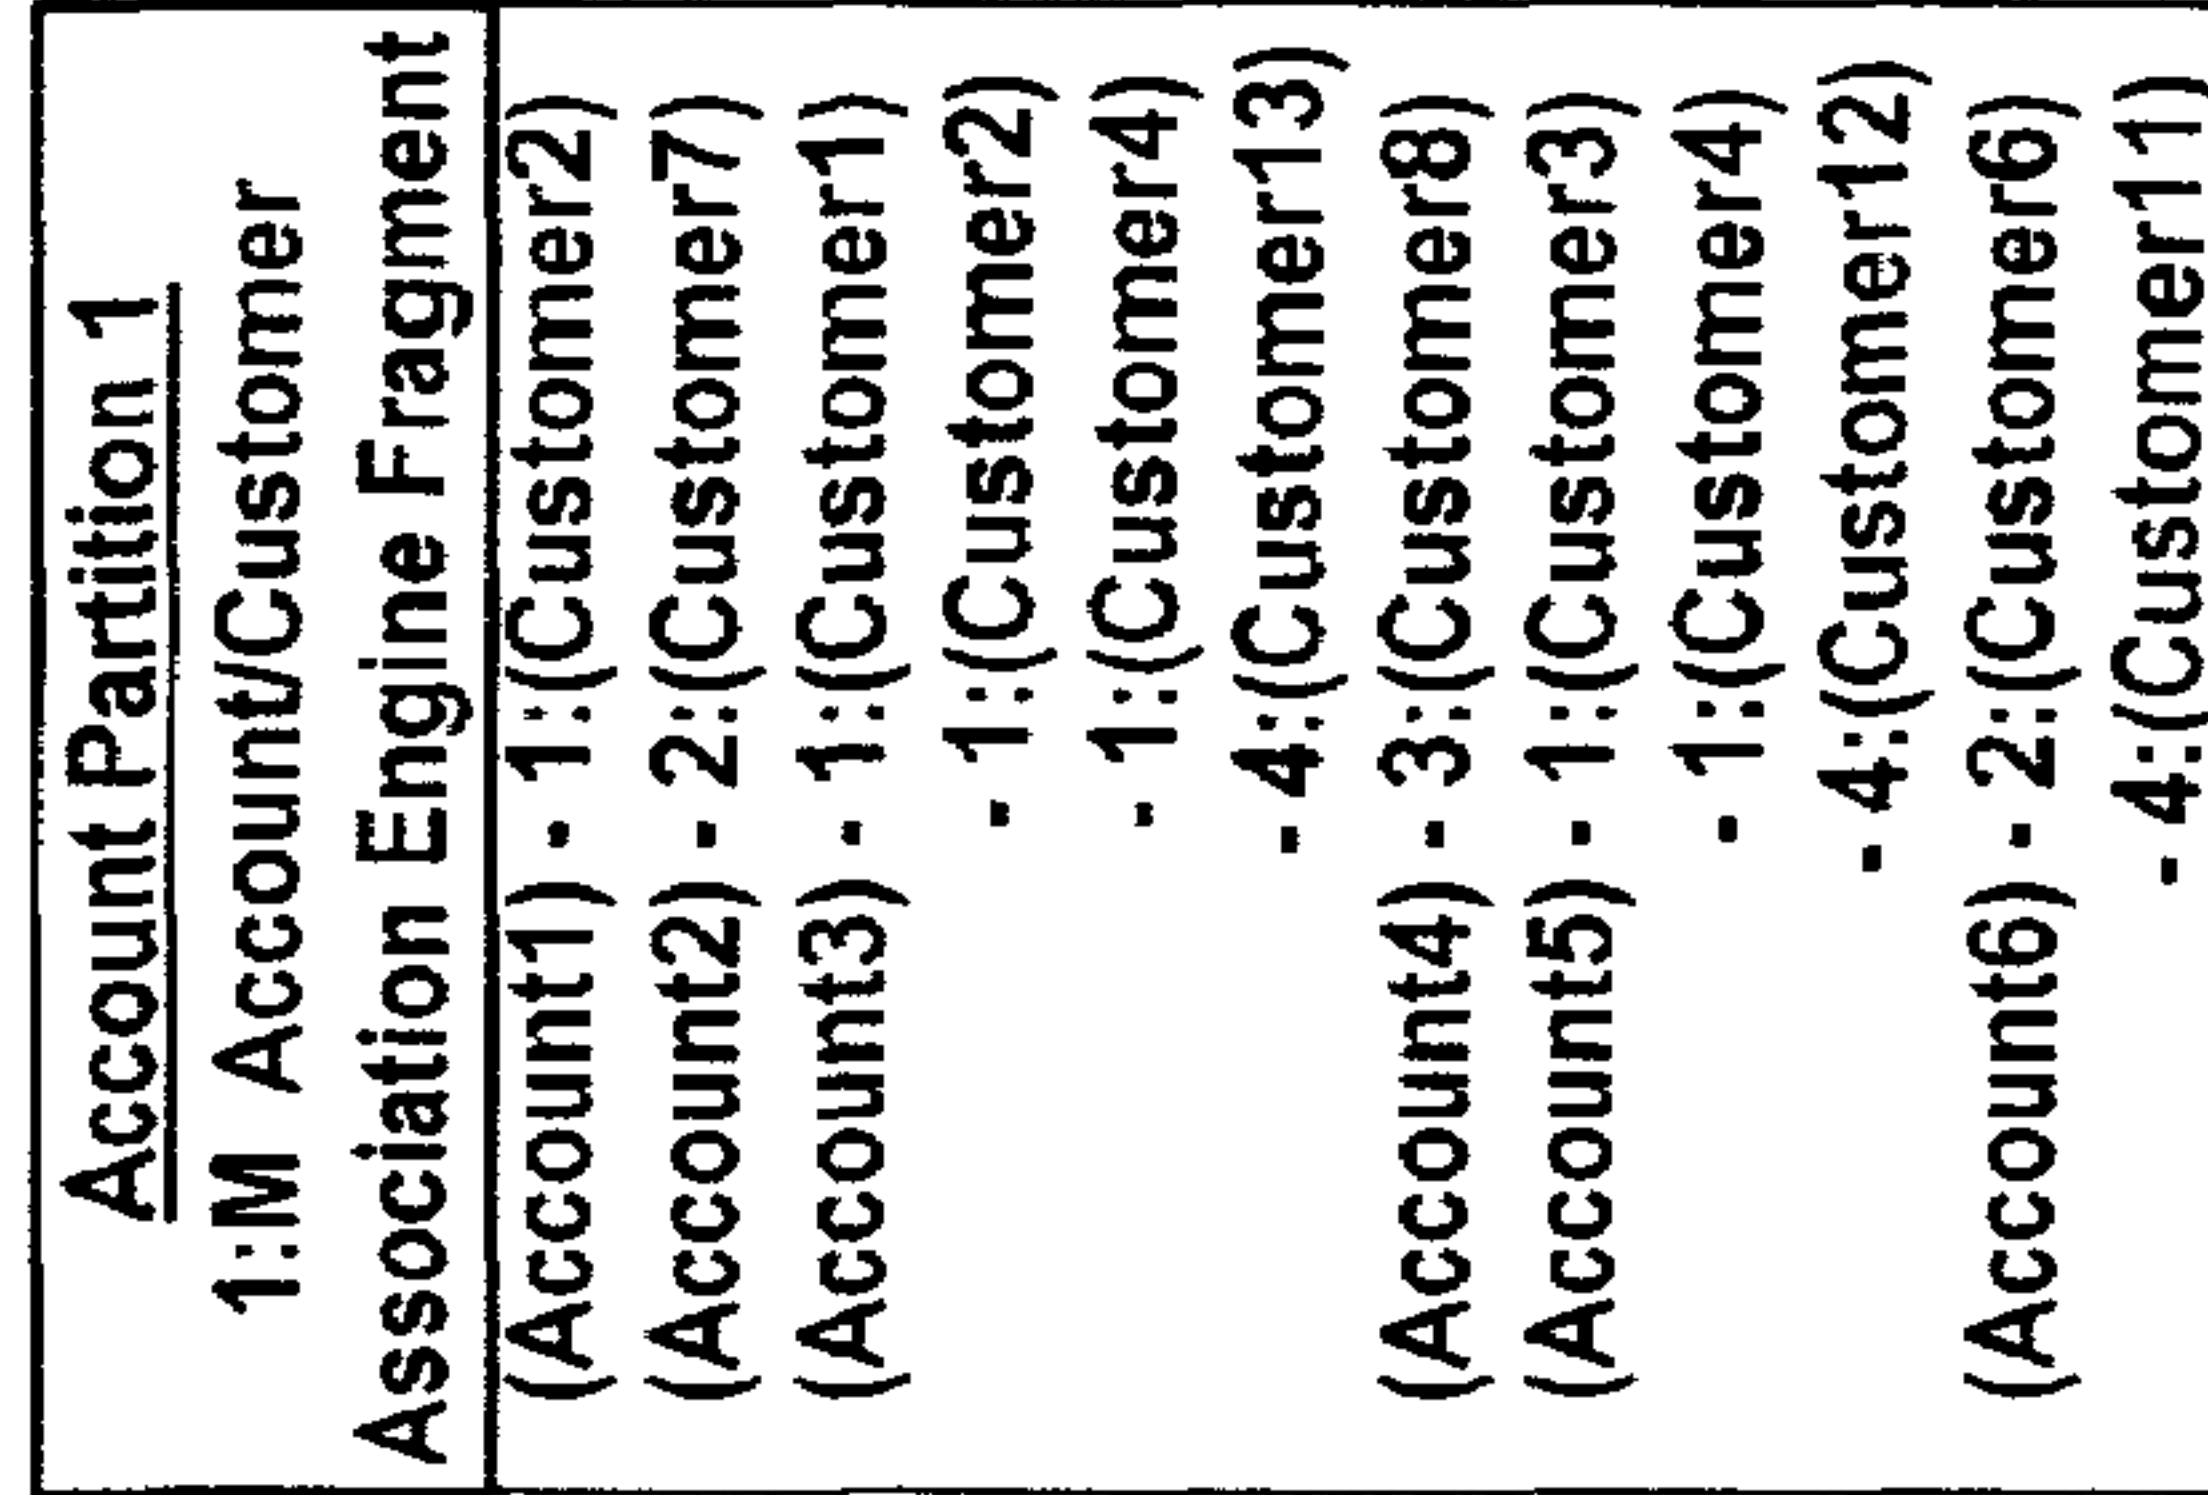 Account Partition 1
1:M Account/Customer
Association Engine Fragment
(Account1) - 1:(Customer2)
(Account2) - 2:(Customer7)
(Account3) - 1:(Customer1)
- 1:(Customer2)
- 1:(Customer4)
- 4:(Customer13)
(Account4) - 3:(Customer8)
(Account5) - 1:(Customer3)
- 1:(Customer4)
- 4:(Customer12)
(Account6) - 2:(Customer6)
- 4:(Customer11)